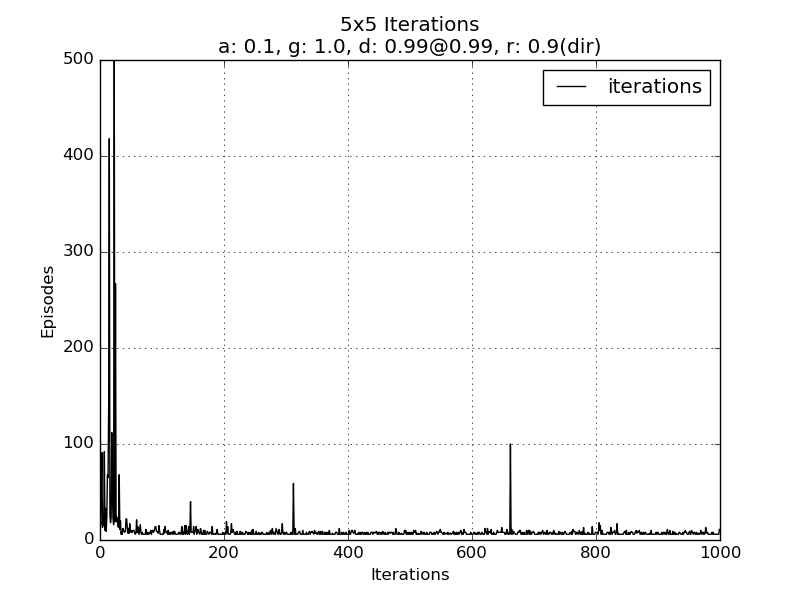 5x5 Iterations
a: 0.1, g: 1.0, d: 0.99@0.99, r: 0.9(dir)
iterations
500
400
300
200
100
0
Episodes
0 200 400 600 800 1000
Iterations